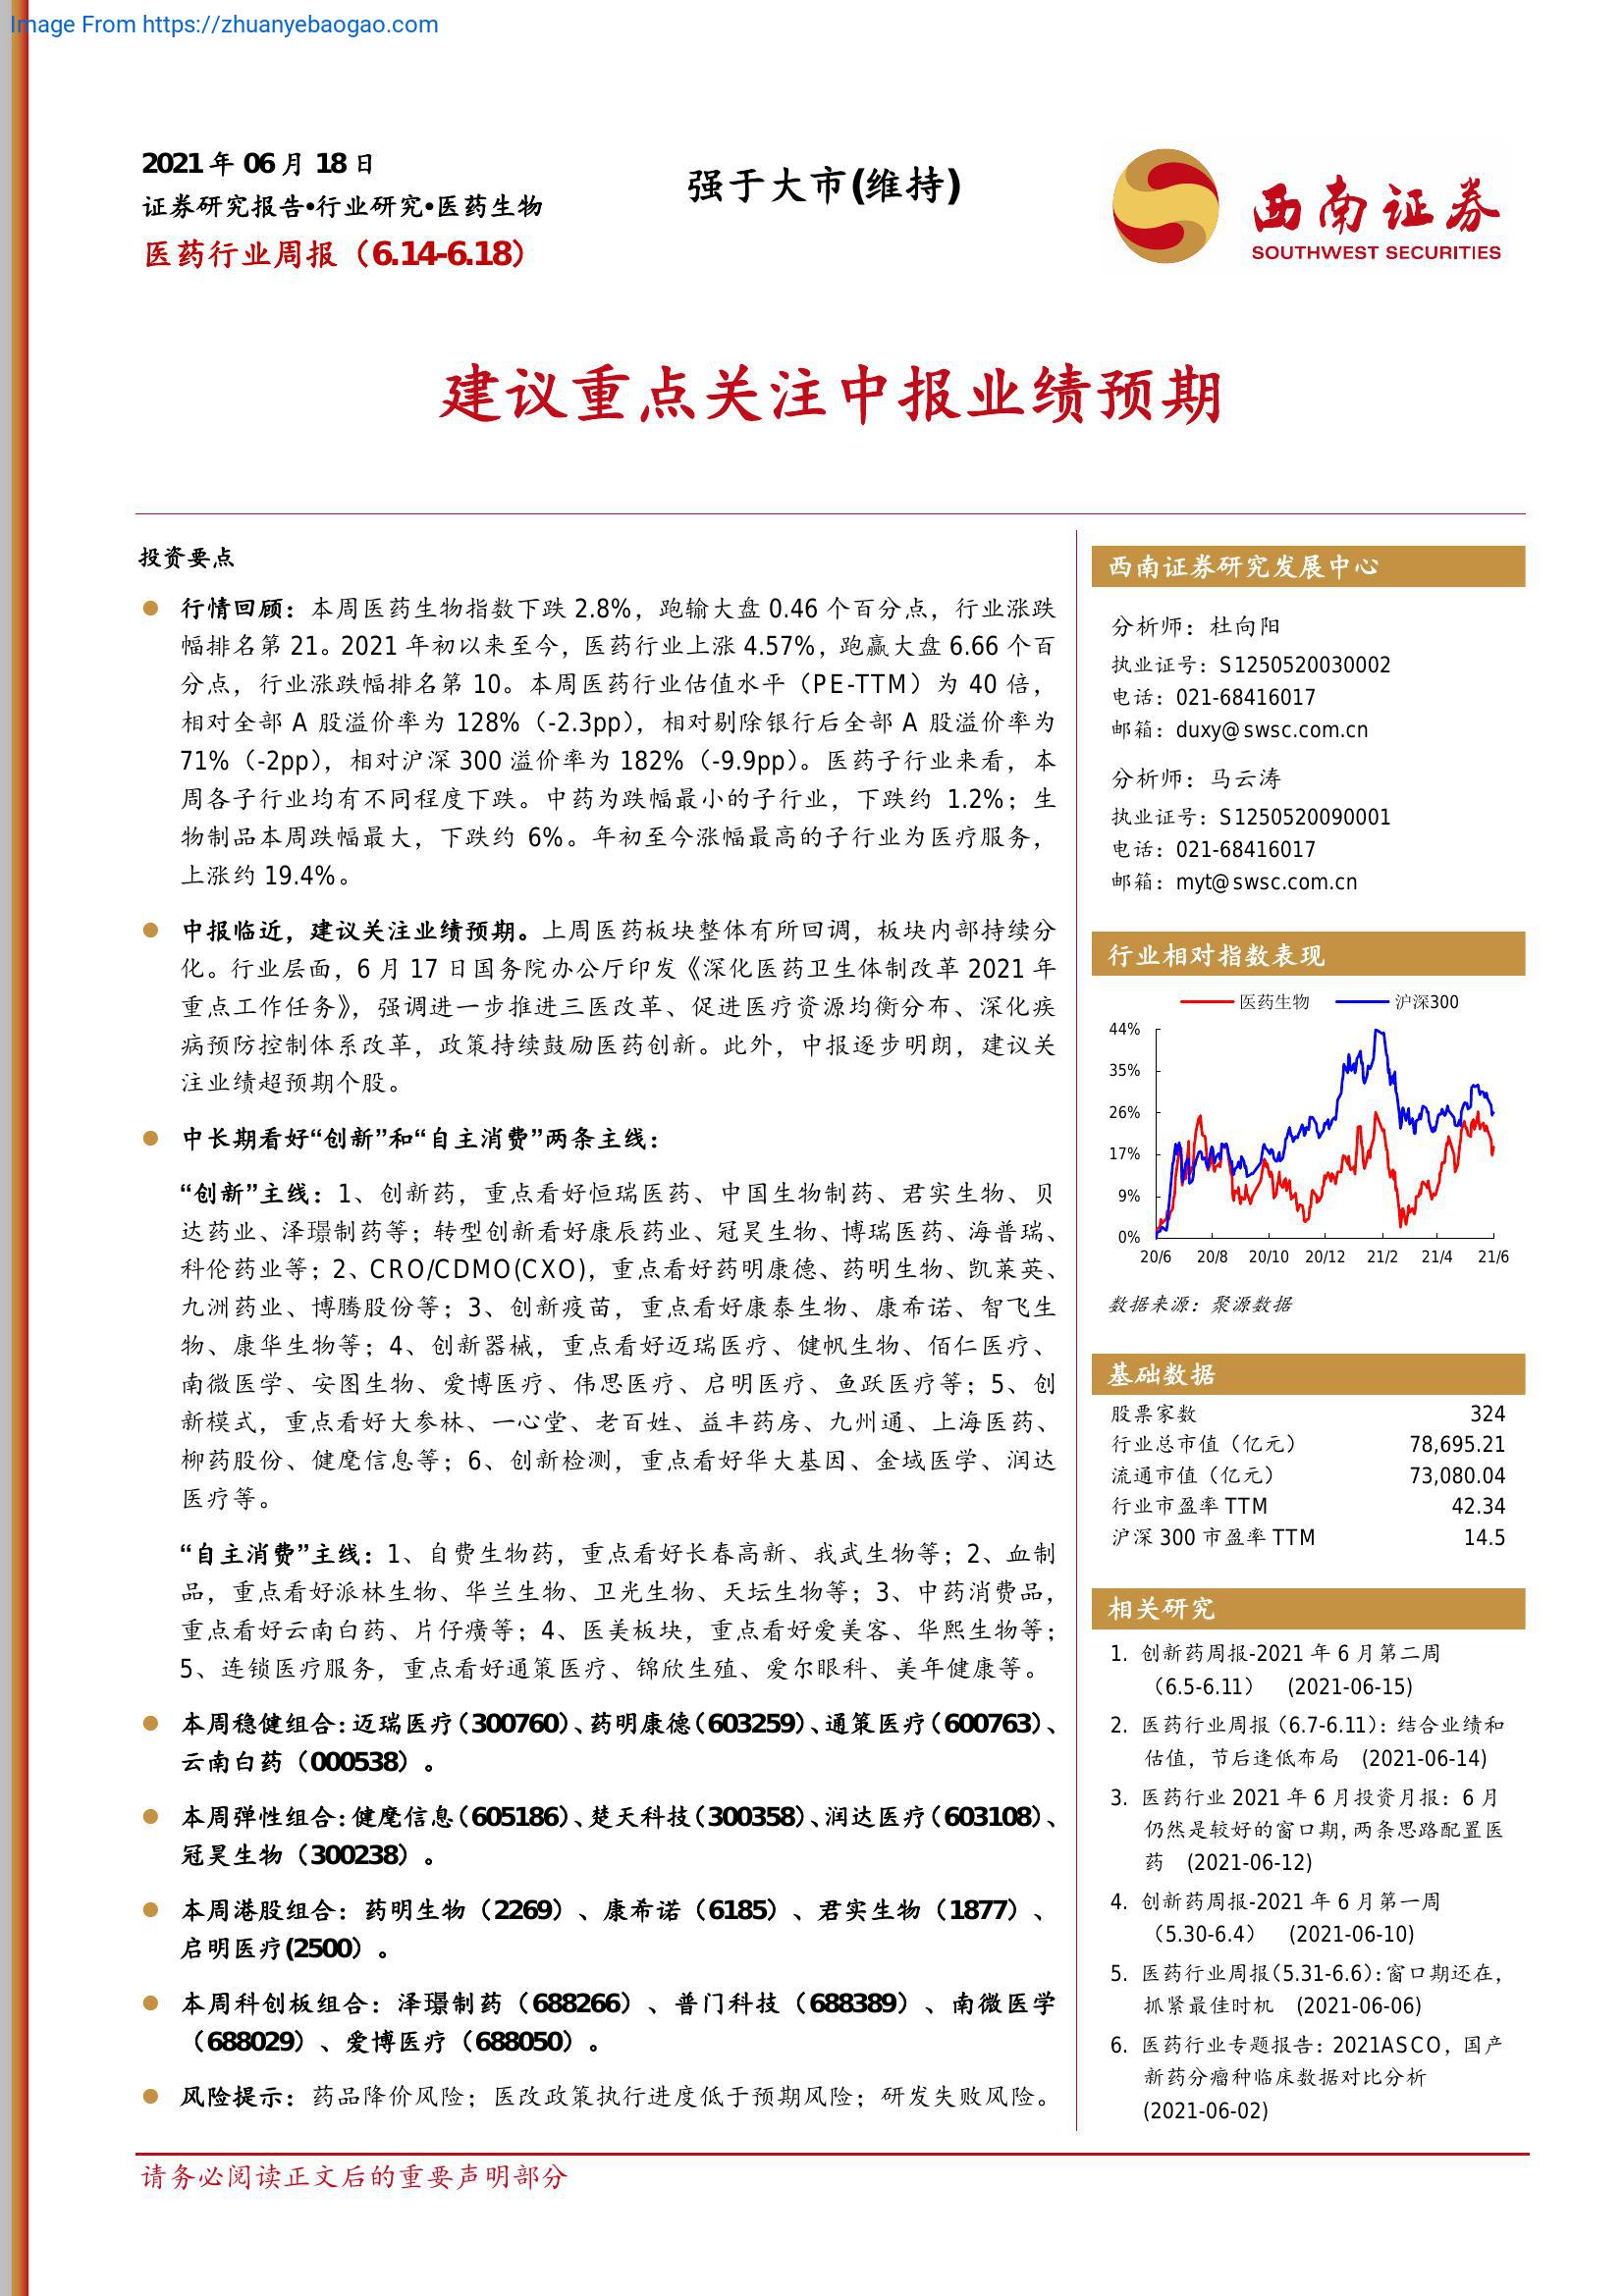 Image From https://zhuanyebaogao.com
2021 年 06 月 18 日
证券研究报告•行业研究•医药生物
医药行业周报（6.14-6.18）
强于大市(维持)
西南证券
SOUTHWEST SECURITIES
建议重点关注中报业绩预期
投资要点
行情回顾：本周医药生物指数下跌 2.8%，跑输大盘 0.46 个百分点，行业涨跌
幅排名第 21。2021 年初以来至今，医药行业上涨 4.57%，跑赢大盘 6.66 个百
分点，行业涨跌幅排名第 10。本周医药行业估值水平（PE-TTM）为 40 倍，
相对全部 A 股溢价率为 128%（-2.3pp），相对剔除银行后全部 A 股溢价率为
71%（-2pp），相对沪深 300 溢价率为 182%（-9.9pp）。医药子行业来看，本
周各子行业均有不同程度下跌。中药为跌幅最小的子行业，下跌约 1.2%；生
物制品本周跌幅最大，下跌约 6%。年初至今涨幅最高的子行业为医疗服务，
上涨约 19.4%。
中报临近，建议关注业绩预期。上周医药板块整体有所回调，板块内部持续分
化。行业层面，6 月 17 日国务院办公厅印发《深化医药卫生体制改革 2021 年
重点工作任务》，强调进一步推进三医改革、促进医疗资源均衡分布、深化疾
病预防控制体系改革，政策持续鼓励医药创新。此外，中报逐步明朗，建议关
注业绩超预期个股。
中长期看好“创新”和“自主消费”两条主线：
“创新”主线：1、创新药，重点看好恒瑞医药、中国生物制药、君实生物、贝
达药业、泽璟制药等；转型创新看好康辰药业、冠昊生物、博瑞医药、海普瑞、
科伦药业等；2、CRO/CDMO(CXO)，重点看好药明康德、药明生物、凯莱英、
九洲药业、博腾股份等；3、创新疫苗，重点看好康泰生物、康希诺、智飞生
物、康华生物等；4、创新器械，重点看好迈瑞医疗、健帆生物、佰仁医疗、
南微医学、安图生物、爱博医疗、伟思医疗、启明医疗、鱼跃医疗等；5、创
新模式，重点看好大参林、一心堂、老百姓、益丰药房、九州通、上海医药、
柳药股份、健麾信息等；6、创新检测，重点看好华大基因、金域医学、润达
医疗等。
“自主消费”主线：1、自费生物药，重点看好长春高新、我武生物等；2、血制
品，重点看好派林生物、华兰生物、卫光生物、天坛生物等；3、中药消费品，
重点看好云南白药、片仔癀等；4、医美板块，重点看好爱美客、华熙生物等；
5、连锁医疗服务，重点看好通策医疗、锦欣生殖、爱尔眼科、美年健康等。
本周稳健组合：迈瑞医疗（300760）、药明康德（603259）、通策医疗（600763）、
云南白药（000538）。
本周弹性组合：健麾信息（605186）、楚天科技（300358）、润达医疗（603108）、
冠昊生物（300238）。
本周港股组合：药明生物（2269）、康希诺（6185）、君实生物（1877）、
启明医疗(2500）。
本周科创板组合：泽璟制药（688266）、普门科技（688389）、南微医学
（688029）、爱博医疗（688050）。
风险提示：药品降价风险；医改政策执行进度低于预期风险；研发失败风险。
西南证券研究发展中心
分析师：杜向阳
执业证号：S1250520030002
电话：021-68416017
邮箱：duxy@swsc.com.cn
分析师：马云涛
执业证号：S1250520090001
电话：021-68416017
邮箱：myt@swsc.com.cn
行业相对指数表现
医药生物 沪深300
44%
35%
26%
17%
9%
0%
20/6 20/8 20/10 20/12 21/2 21/4 21/6
数据来源：聚源数据
基础数据
股票家数 324
行业总市值（亿元） 78,695.21
流通市值（亿元） 73,080.04
行业市盈率 TTM 42.34
沪深 300 市盈率 TTM 14.5
相关研究
1. 创新药周报-2021 年 6 月第二周
（6.5-6.11） (2021-06-15)
2. 医药行业周报（6.7-6.11）：结合业绩和
估值，节后逢低布局 (2021-06-14)
3. 医药行业 2021 年 6 月投资月报：6 月
仍然是较好的窗口期，两条思路配置医
药 (2021-06-12)
4. 创新药周报-2021 年 6 月第一周
（5.30-6.4） (2021-06-10)
5. 医药行业周报（5.31-6.6）：窗口期还在，
抓紧最佳时机 (2021-06-06)
6. 医药行业专题报告：2021ASCO，国产
新药分瘤种临床数据对比分析
(2021-06-02)
请务必阅读正文后的重要声明部分